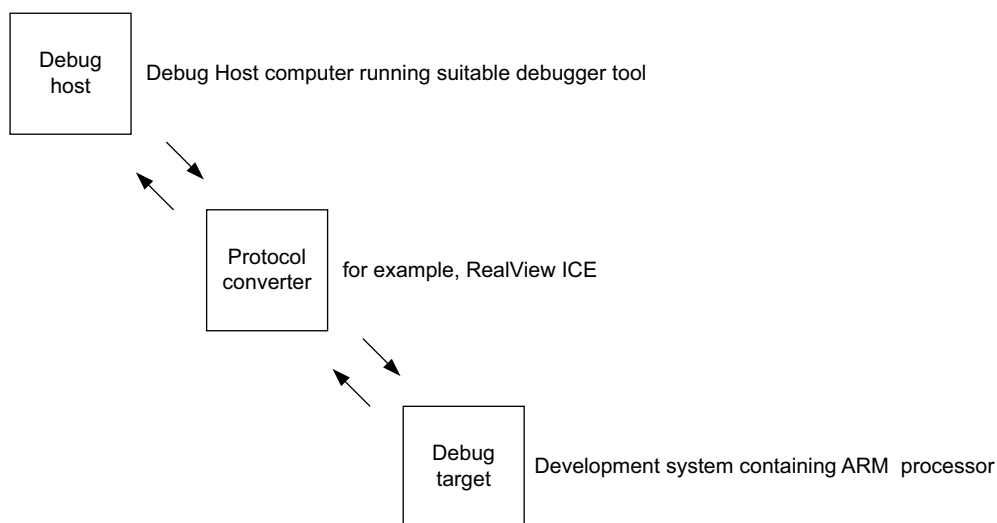 Debug
host
Debug Host computer running suitable debugger tool
Protocol
converter
for example, RealView ICE
Debug
target
Development system containing ARM  processor